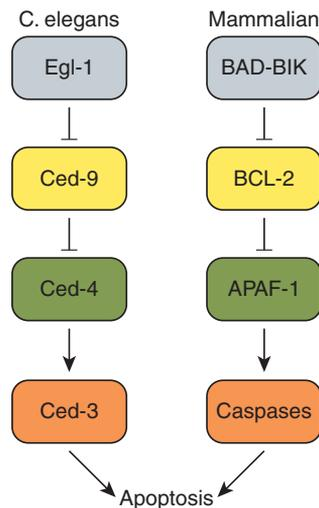 C. elegans Mammalian
Egl-1 BAD-BIK
Ced-9 BCL-2
Ced-4 APAF-1
Ced-3 Caspases
Apoptosis